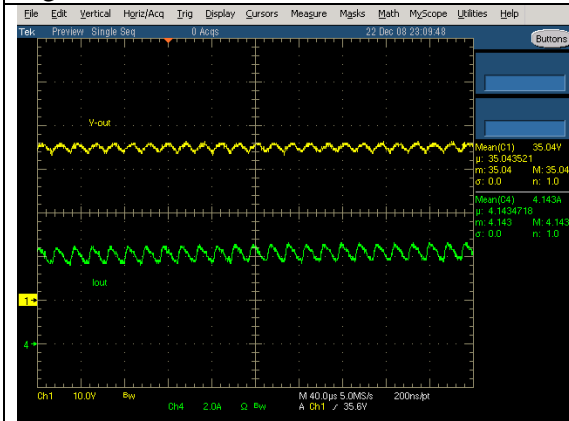 File Edit Vertical Horiz/Acq Trig Display Cursors Measure Masks Math MyScope Utilities Help
Tek Preview Single Seq 0 Acqs 22 Dec 08 23:09:48
Buttons
V-out
Mean(C1) 35.04V
µ: 35.043521
m: 35.04 M: 35.04
σ: 0.0 n: 1.0
Mean(C4) 4.143A
µ: 4.1434718
m: 4.143 M: 4.143
σ: 0.0 n: 1.0
Iout
1
4
Ch1 10.0V Bw M 40.0µs 5.0MS/s 200ns/pt
Ch4 2.0A Ω Bw A Ch1 ∕ 35.6V